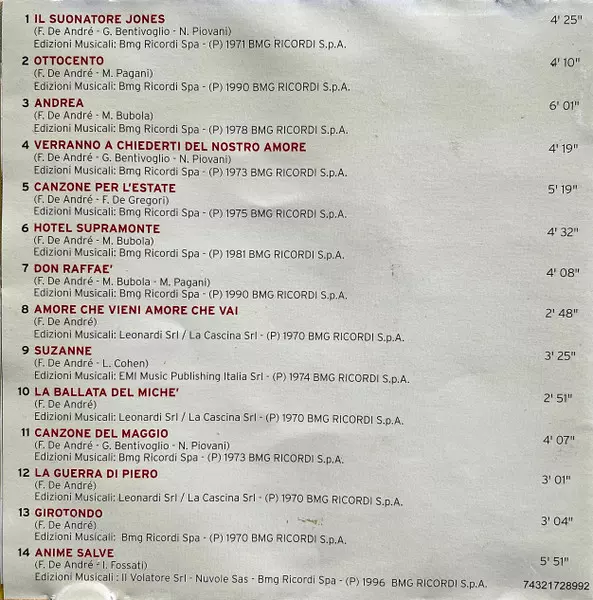 1 IL SUONATORE JONES 4' 25"
(F. De André - G. Bentivoglio - N. Piovani)
Edizioni Musicali: Bmg Ricordi Spa - (P) 1971 BMG RICORDI S.p.A.
2 OTTOCENTO 4' 10"
(F. De André - M. Pagani)
Edizioni Musicali: Bmg Ricordi Spa - (P) 1990 BMG RICORDI S.p.A.
3 ANDREA 6' 01"
(F. De André - M. Bubola)
Edizioni Musicali: Bmg Ricordi Spa - (P) 1978 BMG RICORDI S.p.A.
4 VERRANNO A CHIEDERTI DEL NOSTRO AMORE 4' 19"
(F. De André - G. Bentivoglio - N. Piovani)
Edizioni Musicali: Bmg Ricordi Spa - (P) 1973 BMG RICORDI S.p.A.
5 CANZONE PER L'ESTATE 5' 19"
(F. De André - F. De Gregori)
Edizioni Musicali: Bmg Ricordi Spa - (P) 1975 BMG RICORDI S.p.A.
6 HOTEL SUPRAMONTE 4' 32"
(F. De André - M. Bubola)
Edizioni Musicali: Bmg Ricordi Spa - (P) 1981 BMG RICORDI S.p.A.
7 DON RAFFAE' 4' 08"
(F. De André - M. Bubola - M. Pagani)
Edizioni Musicali: Bmg Ricordi Spa - (P) 1990 BMG RICORDI S.p.A.
8 AMORE CHE VIENI AMORE CHE VAI 2' 48"
(F. De André)
Edizioni Musicali: Leonardi Srl / La Cascina Srl - (P) 1970 BMG RICORDI S.p.A.
9 SUZANNE 3' 25"
(F. De André - L. Cohen)
Edizioni Musicali: EMI Music Publishing Italia Srl - (P) 1974 BMG RICORDI S.p.A.
10 LA BALLATA DEL MICHE' 2' 51"
(F. De André)
Edizioni Musicali: Leonardi Srl / La Cascina Srl - (P) 1970 BMG RICORDI S.p.A.
11 CANZONE DEL MAGGIO 4' 07"
(F. De André - G. Bentivoglio - N. Piovani)
Edizioni Musicali: Bmg Ricordi Spa - (P) 1973 BMG RICORDI S.p.A.
12 LA GUERRA DI PIERO 3' 01"
(F. De André)
Edizioni Musicali: Leonardi Srl / La Cascina Srl - (P) 1970 BMG RICORDI S.p.A.
13 GIROTONDO 3' 04"
(F. De André)
Edizioni Musicali: Bmg Ricordi Spa - (P) 1970 BMG RICORDI S.p.A.
14 ANIME SALVE 5' 51"
(F. De André - I. Fossati)
Edizioni Musicali : Il Volatore Srl - Nuvole Sas - Bmg Ricordi Spa - (P) 1996 BMG RICORDI S.p.A. 74321728992